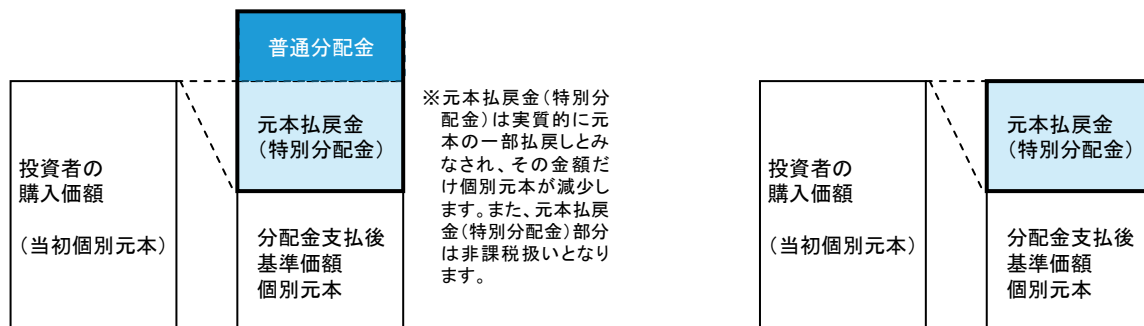 普通分配金
元本払戻金
(特別分配金)
投資者の
購入価額
(当初個別元本)
分配金支払後
基準価額
個別元本
※元本払戻金(特別分
配金)は実質的に元
本の一部払戻しとみ
なされ、その金額だ
け個別元本が減少し
ます。また、元本払戻
金(特別分配金)部分
は非課税扱いとなり
ます。
元本払戻金
(特別分配金)
投資者の
購入価額
(当初個別元本)
分配金支払後
基準価額
個別元本